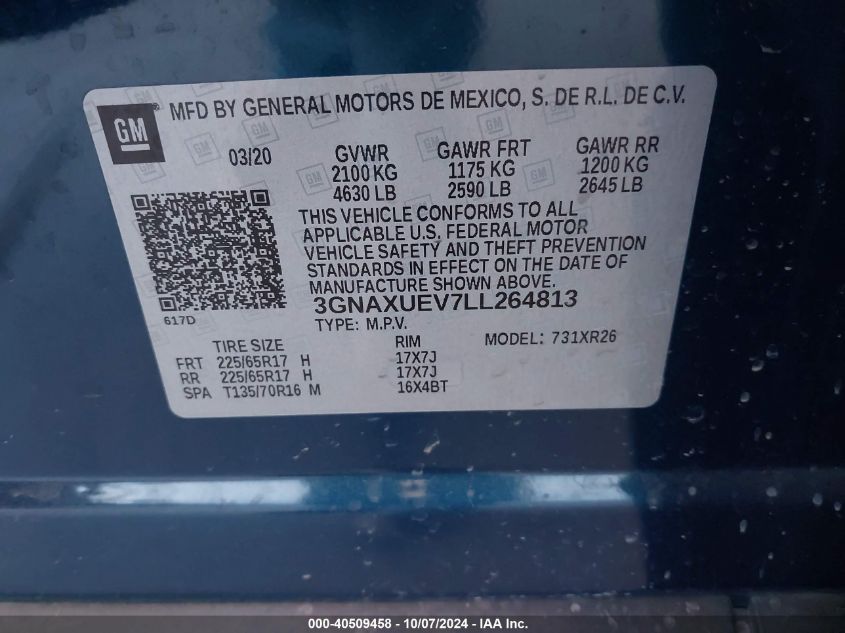 GM
MFD BY GENERAL MOTORS DE MEXICO, S. DE R.L. DE C.V.
03/20
GVWR GAWR FRT GAWR RR
2100 KG 1175 KG 1200 KG
4630 LB 2590 LB 2645 LB
THIS VEHICLE CONFORMS TO ALL
APPLICABLE U.S. FEDERAL MOTOR
VEHICLE SAFETY AND THEFT PREVENTION
STANDARDS IN EFFECT ON THE DATE OF
MANUFACTURE SHOWN ABOVE.
3GNAXUEV7LL264813
617D
TYPE: M.P.V.
MODEL: 731XR26
TIRE SIZE RIM
FRT 225/65R17 H 17X7J
RR 225/65R17 H 17X7J
SPA T135/70R16 M 16X4BT
000-40509458 - 10/07/2024 - IAA Inc.